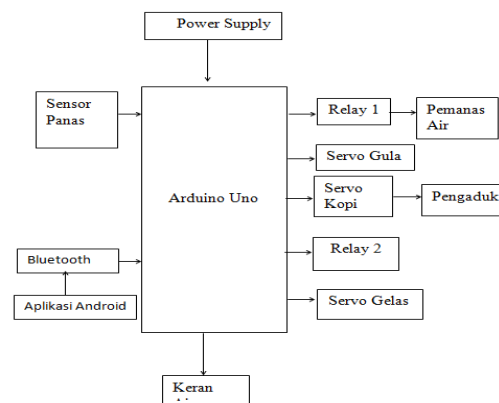 Power Supply
Sensor
Panas
Relay 1
Pemanas
Air
Servo Gula
Arduino Uno
Servo
Kopi
Pengaduk
Bluetooth
Relay 2
Aplikasi Android
Servo Gelas
Keran